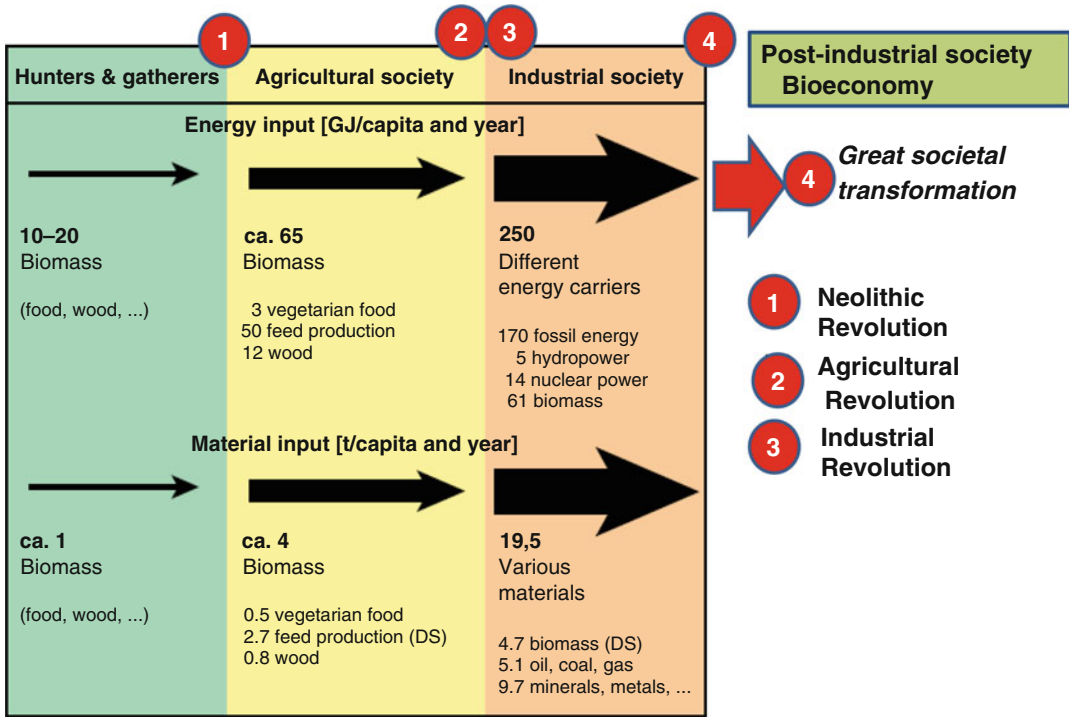 1
2
3
4
Hunters & gatherers
Agricultural society
Industrial society
Post-industrial society
Bioeconomy
Energy input [GJ/capita and year]
10–20
Biomass
(food, wood, ...)
ca. 65
Biomass
3 vegetarian food
50 feed production
12 wood
250
Different
energy carriers
170 fossil energy
5 hydropower
14 nuclear power
61 biomass
Material input [t/capita and year]
ca. 1
Biomass
(food, wood, ...)
ca. 4
Biomass
0.5 vegetarian food
2.7 feed production (DS)
0.8 wood
19,5
Various
materials
4.7 biomass (DS)
5.1 oil, coal, gas
9.7 minerals, metals, ...
4
Great societal
transformation
1
Neolithic
Revolution
2
Agricultural
Revolution
3
Industrial
Revolution